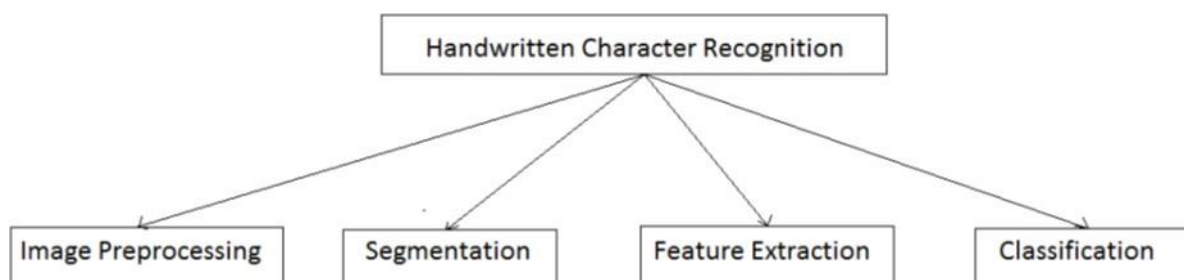 Handwritten Character Recognition
Image Preprocessing
Segmentation
Feature Extraction
Classification